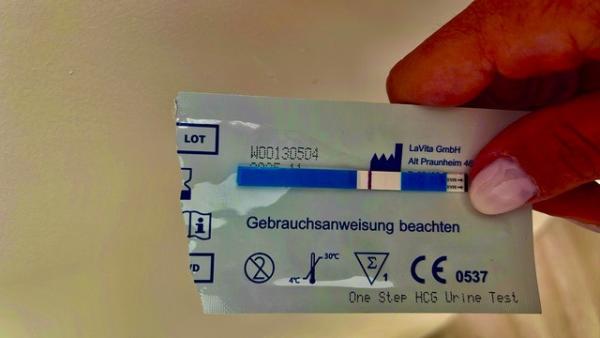 LOT
W00130504
LaVita GmbH
Alt Praunheim 46
Gebrauchsanweisung beachten
i
2
4°C
30°C
Σ
1
CE 0537
One Step HCG Urine Test